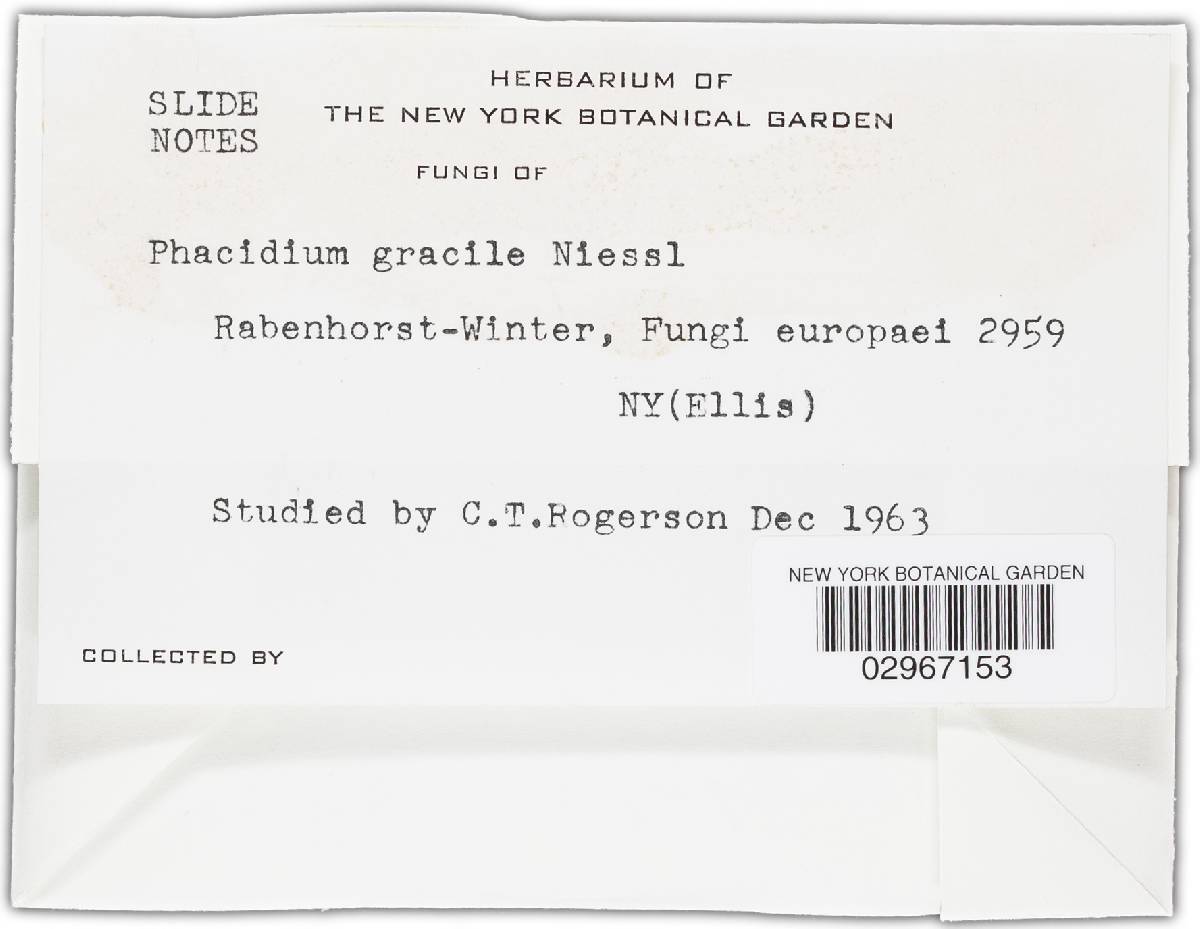 SLIDE
NOTES
HERBARIUM OF
THE NEW YORK BOTANICAL GARDEN
FUNGI OF
Phacidium gracile Niessl
Rabenhorst-Winter, Fungi europaei 2959
NY(Ellis)
Studied by C.T.Rogerson Dec 1963
NEW YORK BOTANICAL GARDEN
02967153
COLLECTED BY